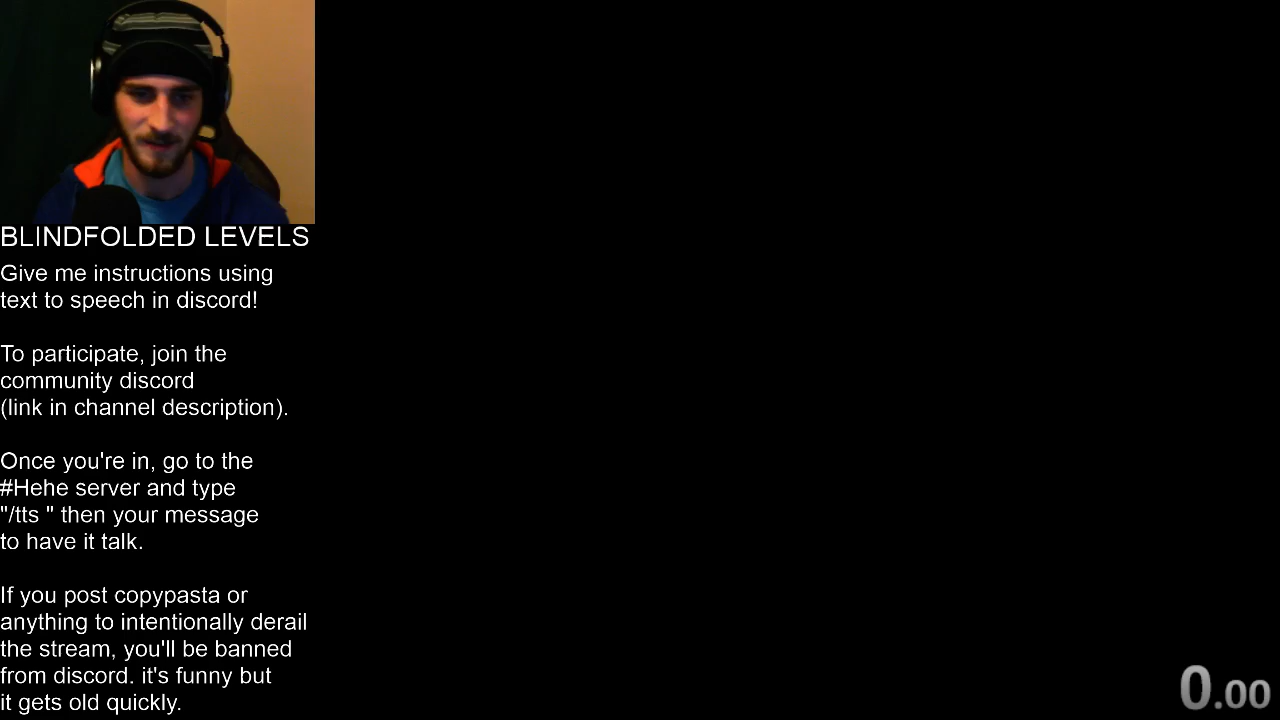 BLINDFOLDED LEVELS
Give me instructions using
text to speech in discord!
To participate, join the
community discord
(link in channel description).
Once you're in, go to the
#Hehe server and type
"/tts " then your message
to have it talk.
If you post copypasta or
anything to intentionally derail
the stream, you'll be banned
from discord. it's funny but
it gets old quickly.
0.00